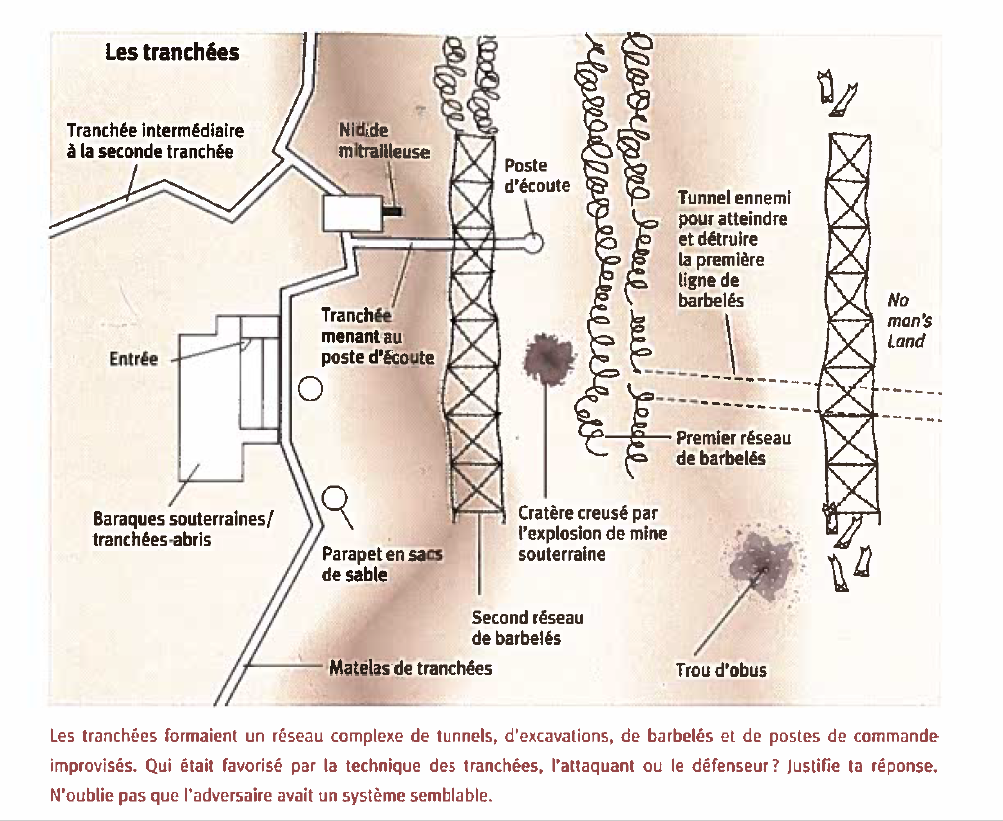 Les tranchées
Tranchée intermédiaire
à la seconde tranchée
Nid de
mitrailleuse
Poste
d'écoute
Tunnel ennemi
pour atteindre
et détruire
la première
ligne de
barbelés
No
man's
Land
Tranchée
menant au
poste d'écoute
Entrée
Premier réseau
de barbelés
Baraques souterraines/
tranchées-abris
Parapet en sacs
de sable
Cratère creusé par
l'explosion de mine
souterraine
Second réseau
de barbelés
Matelas de tranchées
Trou d'obus
Les tranchées formaient un réseau complexe de tunnels, d'excavations, de barbelés et de postes de commande
improvisés. Qui était favorisé par la technique des tranchées, l'attaquant ou le défenseur? Justifie ta réponse.
N'oublie pas que l'adversaire avait un système semblable.